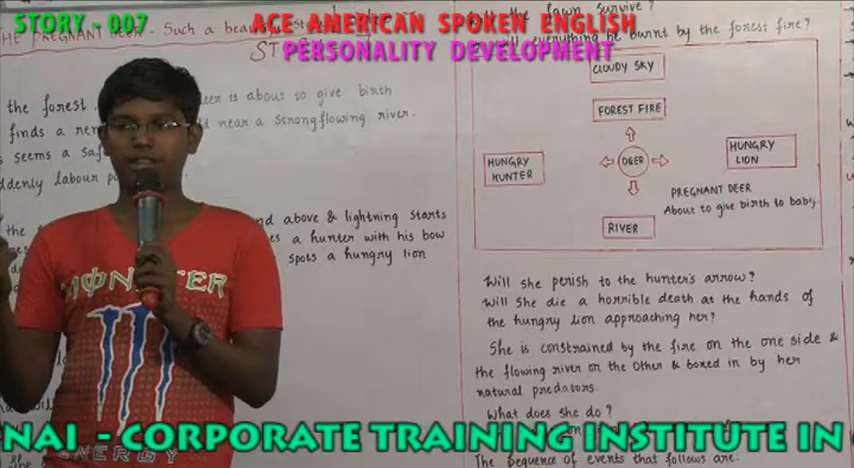 STORY - 007
ACE AMERICAN SPOKEN ENGLISH
PERSONALITY DEVELOPMENT
HE PREGNANT DEER - Such a beautiful
the forest
eer is about to give birth
finds a
near a strong flowing river.
s seems a
ddenly labour
above & lightning starts
a hunter with his bow
spots a hungry lion
the fawn survive?
everything be burnt by the forest fire?
CLOUDY SKY
FOREST FIRE
HUNGRY
HUNTER
DEER
HUNGRY
LION
PREGNANT DEER
About to give birth to baby.
RIVER
Will she perish to the hunter's arrow?
Will she die a horrible death at the hands of
the hungry lion approaching her?
She is constrained by the fire on the one side &
the flowing river on the other & boxed in by her
natural predators.
What does she do?
The sequence of events that follows are:
MONSTER
ENERGY
NAI - CORPORATE TRAINING INSTITUTE IN